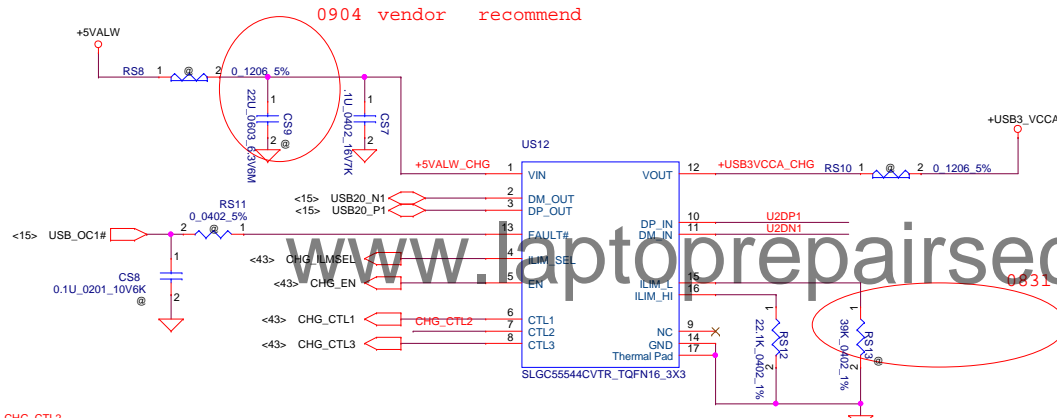 0904 vendor recommend
+5VALW
RS8 1 @ 2 0_1206_5%
1
22U_0603_6.3V6M
CS9
2 @
1
.1U_0402_16V7K
CS7
2
US12
+USB3_VCCA
+5VALW_CHG 1 VIN
VOUT 12 +USB3VCCA_CHG
RS10 1 @ 2 0_1206_5%
<15> USB20_N1 2 DM_OUT
<15> USB20_P1 3 DP_OUT
DP_IN 10 U2DP1
DM_IN 11 U2DN1
RS11
0_0402_5%
<15> USB_OC1# 2 1 13 FAULT#
www.laptoprepairsec
<43> CHG_ILMSEL 4 ILIM_SEL
<43> CHG_EN 5 EN
ILIM_L 15
ILIM_HI 16
0831
CS8
0.1U_0201_10V6K
@
1
2
<43> CHG_CTL1 6 CTL1
CHG_CTL2 7 CTL2
<43> CHG_CTL3 8 CTL3
NC 9
GND 14
Thermal Pad 17
1
22.1K_0402_1%
RS12
2
1
39K_0402_1%
RS13
2 @
SLGC55544CVTR_TQFN16_3X3